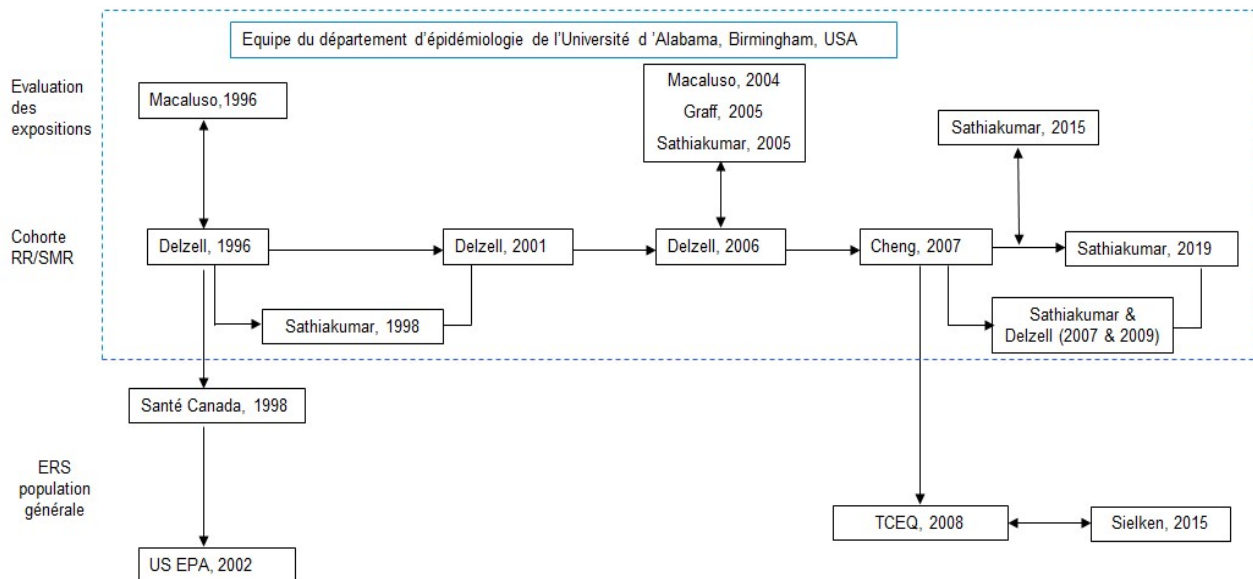 Equipe du département d’épidémiologie de l’Université d ’Alabama, Birmingham, USA
Evaluation
des
expositions
Macaluso,1996
Macaluso, 2004
Graff, 2005
Sathiakumar, 2005
Sathiakumar, 2015
Cohorte
RR/SMR
Delzell, 1996
Delzell, 2001
Delzell, 2006
Cheng, 2007
Sathiakumar, 2019
Sathiakumar, 1998
Sathiakumar &
Delzell (2007 & 2009)
Santé Canada, 1998
ERS
population
générale
TCEQ, 2008
Sielken, 2015
US EPA, 2002